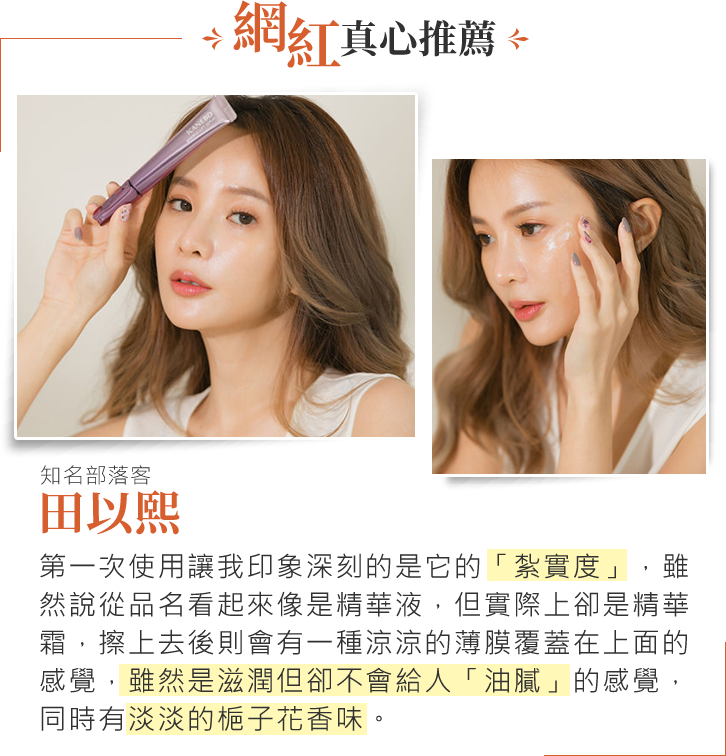 網紅真心推薦
KANEBO
知名部落客
田以熙
第一次使用讓我印象深刻的是它的「紮實度」，雖
然說從品名看起來像是精華液，但實際上卻是精華
霜，擦上去後則會有一種涼涼的薄膜覆蓋在上面的
感覺，雖然是滋潤但卻不會給人「油膩」的感覺，
同時有淡淡的梔子花香味。